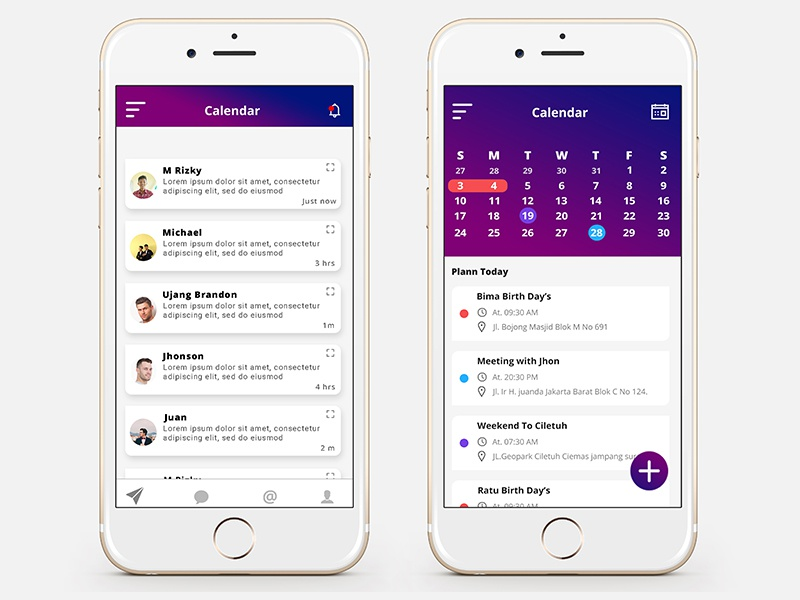 Calendar
M Rizky
Lorem ipsum dolor sit amet, consectetur
adipiscing elit, sed do eiusmod
Just now
Michael
Lorem ipsum dolor sit amet, consectetur
adipiscing elit, sed do eiusmod
3 hrs
Ujang Brandon
Lorem ipsum dolor sit amet, consectetur
adipiscing elit, sed do eiusmod
1m
Jhonson
Lorem ipsum dolor sit amet, consectetur
adipiscing elit, sed do eiusmod
4 hrs
Juan
Lorem ipsum dolor sit amet, consectetur
adipiscing elit, sed do eiusmod
2 m
M Rizky
@
Calendar
S M T W T F S
27 28 29 30 31 1 2
3 4 5 6 7 8 9
10 11 12 13 14 15 16
17 18 19 20 21 22 23
24 25 26 27 28 29 30
Plann Today
Bima Birth Day's
At. 09:30 AM
Jl. Bojong Masjid Blok M No 691
Meeting with Jhon
At. 20:30 PM
Jl. Ir H. juanda Jakarta Barat Blok C No 124.
Weekend To Ciletuh
At. 07:30 AM
JL.Geopark Ciletuh Ciemas jampang
Ratu Birth Day's
At. 09:30 AM